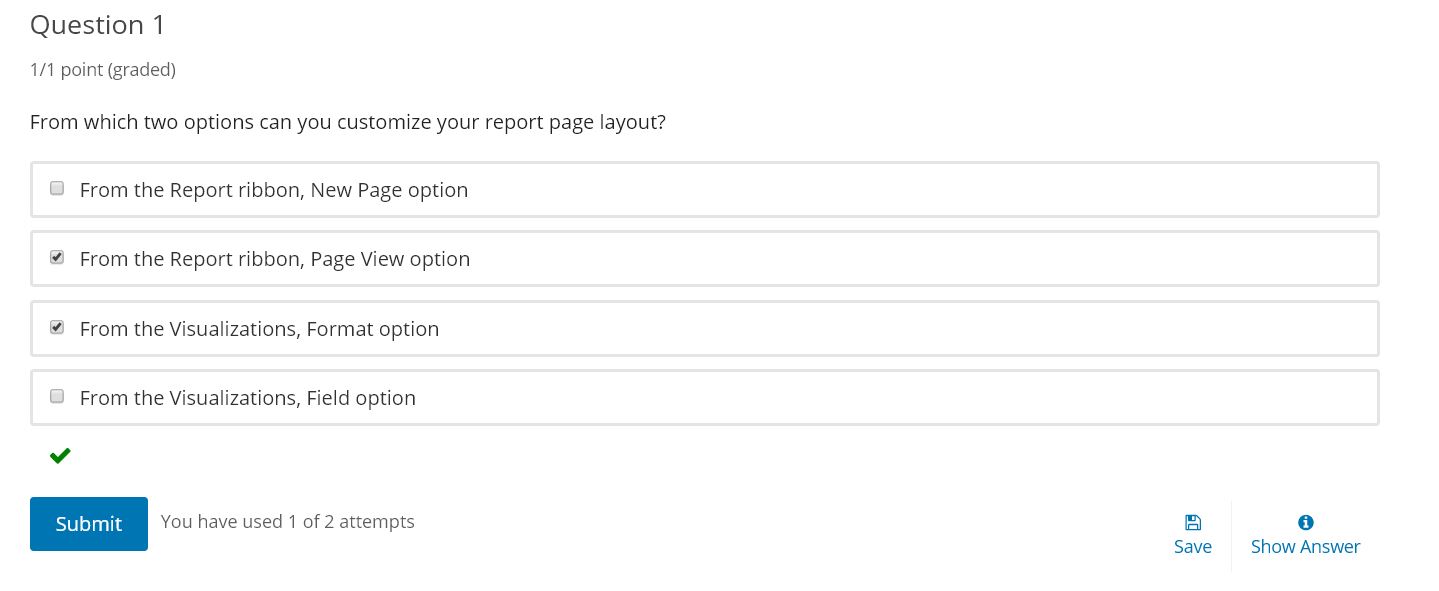 Question 1
1/1 point (graded)
From which two options can you customize your report page layout?
From the Report ribbon, New Page option
From the Report ribbon, Page View option
From the Visualizations, Format option
From the Visualizations, Field option
Submit You have used 1 of 2 attempts
Save Show Answer